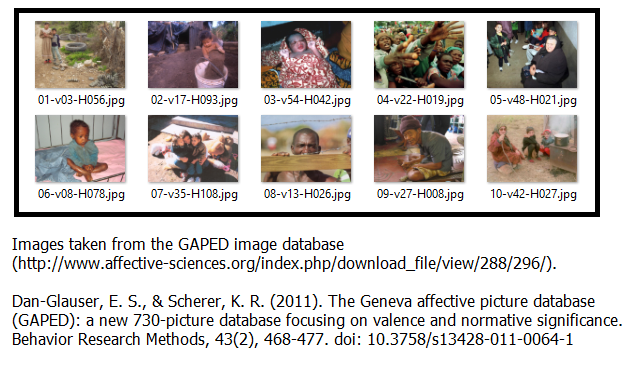 01-v03-H056.jpg 02-v17-H093.jpg 03-v54-H042.jpg 04-v22-H019.jpg 05-v48-H021.jpg
06-v08-H078.jpg 07-v35-H108.jpg 08-v13-H026.jpg 09-v27-H008.jpg 10-v42-H027.jpg
Images taken from the GAPED image database
(http://www.affective-sciences.org/index.php/download_file/view/288/296/).
Dan-Glauser, E. S., & Scherer, K. R. (2011). The Geneva affective picture database
(GAPED): a new 730-picture database focusing on valence and normative significance.
Behavior Research Methods, 43(2), 468-477. doi: 10.3758/s13428-011-0064-1